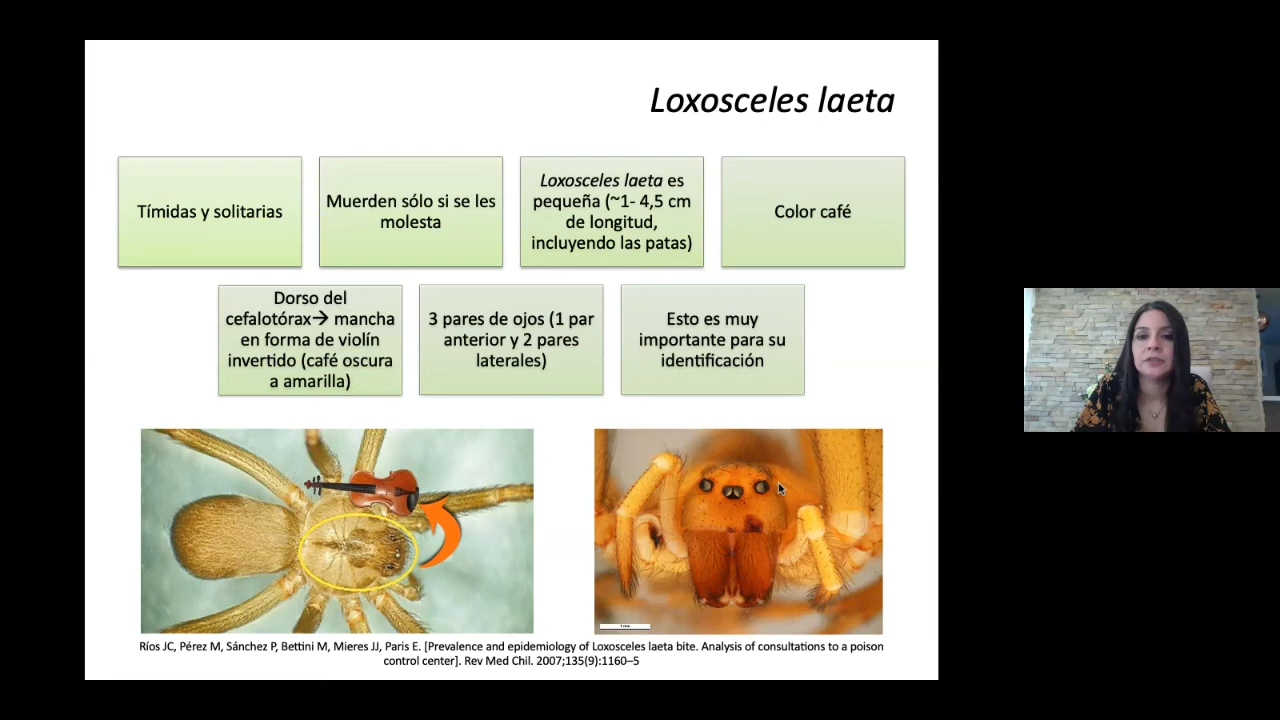 Loxosceles laeta
Tímidas y solitarias
Muerden sólo si se les
molesta
Loxosceles laeta es
pequeña (~1- 4,5 cm
de longitud,
incluyendo las patas)
Color café
Dorso del
cefalotórax→ mancha
en forma de violín
invertido (café oscura
a amarilla)
3 pares de ojos (1 par
anterior y 2 pares
laterales)
Esto es muy
importante para su
identificación
Ríos JC, Pérez M, Sánchez P, Bettini M, Mieres JJ, Paris E. [Prevalence and epidemiology of Loxosceles laeta bite. Analysis of consultations to a poison
control center]. Rev Med Chil. 2007;135(9):1160–5